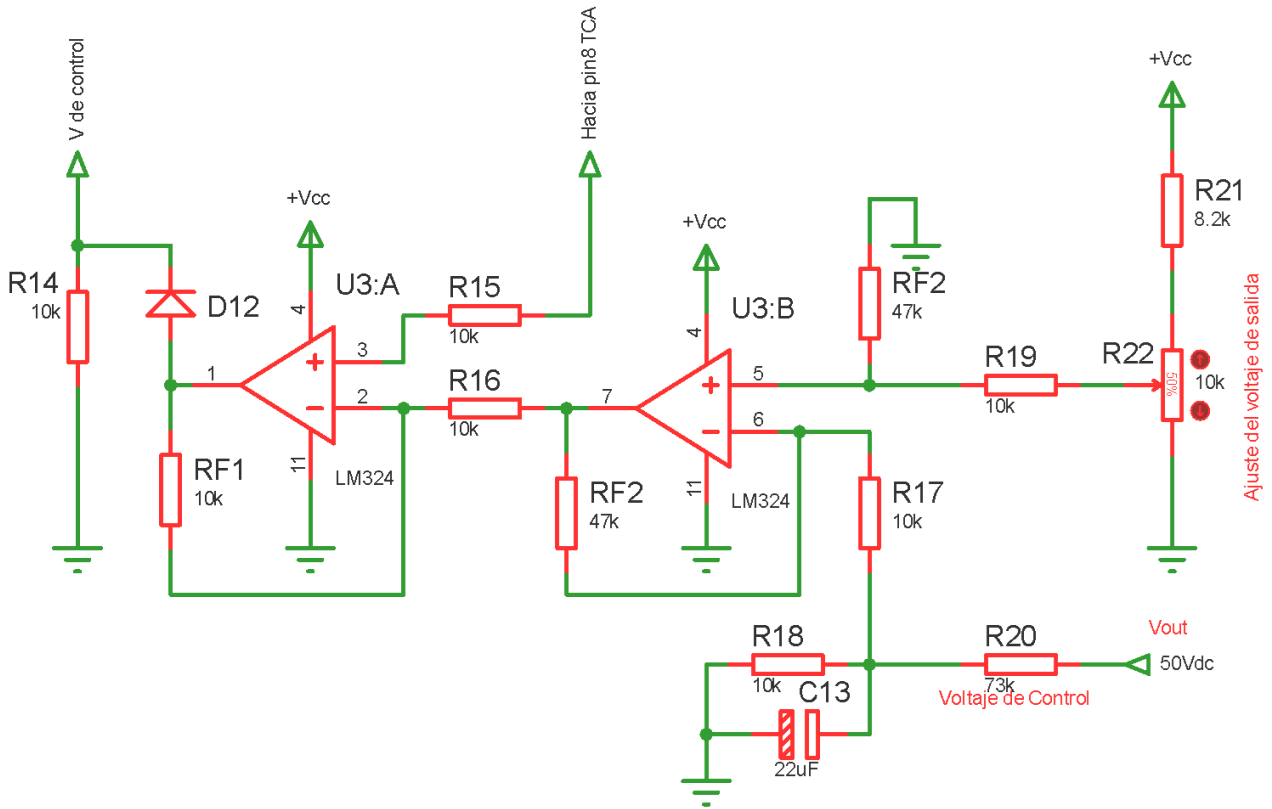 V de control
Hacia pin8 TCA
+Vcc
+Vcc
+Vcc
R14
10k
D12
4
U3:A
3
1
2
11
LM324
RF1
10k
R15
10k
R16
10k
7
RF2
47k
4
U3:B
5
6
11
LM324
RF2
47k
R19
10k
R17
10k
R21
8.2k
R22
50%
10k
Ajuste del voltaje de salida
R18
10k
C13
22uF
R20
73k
Voltaje de Control
Vout
50Vdc